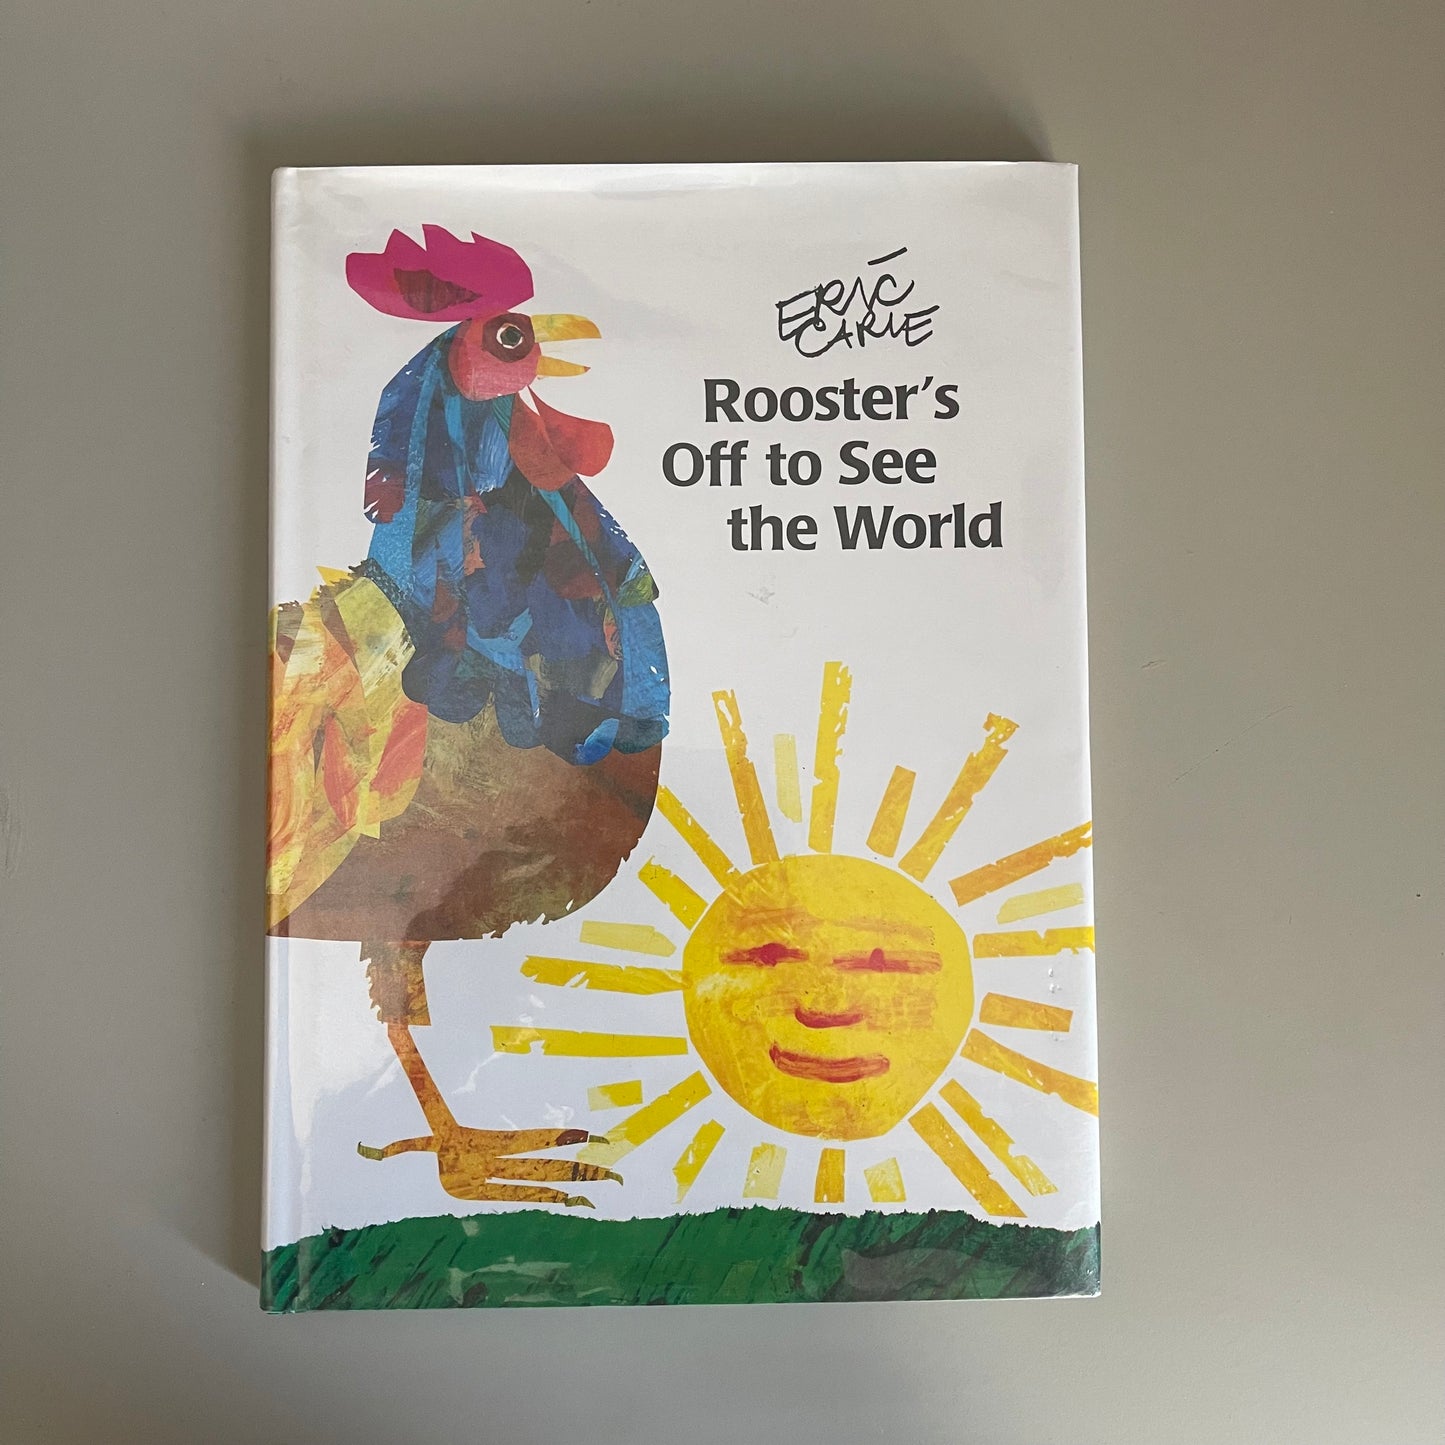 ERIC
CARLE
Rooster’s
Off to See
the World